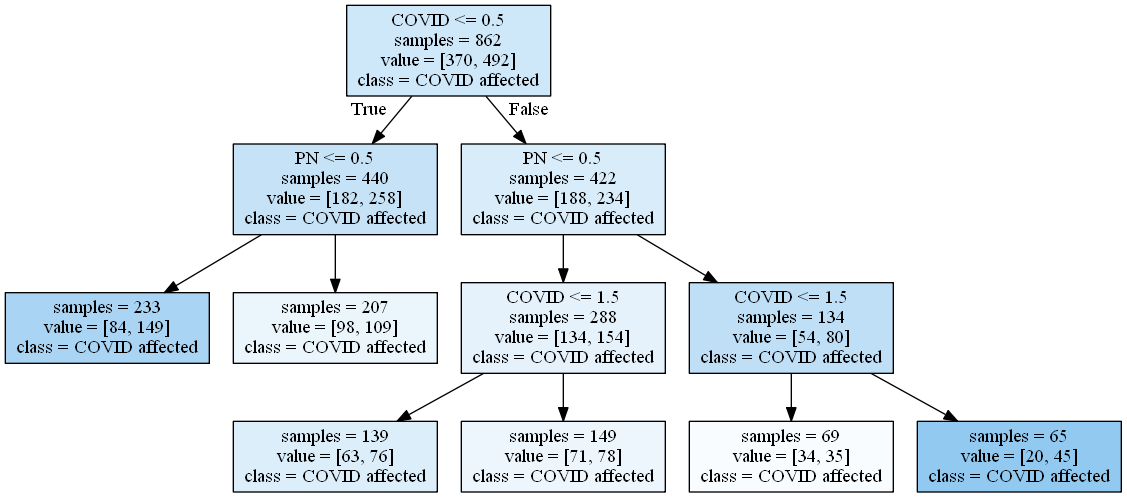 COVID <= 0.5
samples = 862
value = [370, 492]
class = COVID affected
True
False
PN <= 0.5
samples = 440
value = [182, 258]
class = COVID affected
PN <= 0.5
samples = 422
value = [188, 234]
class = COVID affected
samples = 233
value = [84, 149]
class = COVID affected
samples = 207
value = [98, 109]
class = COVID affected
COVID <= 1.5
samples = 288
value = [134, 154]
class = COVID affected
COVID <= 1.5
samples = 134
value = [54, 80]
class = COVID affected
samples = 139
value = [63, 76]
class = COVID affected
samples = 149
value = [71, 78]
class = COVID affected
samples = 69
value = [34, 35]
class = COVID affected
samples = 65
value = [20, 45]
class = COVID affected